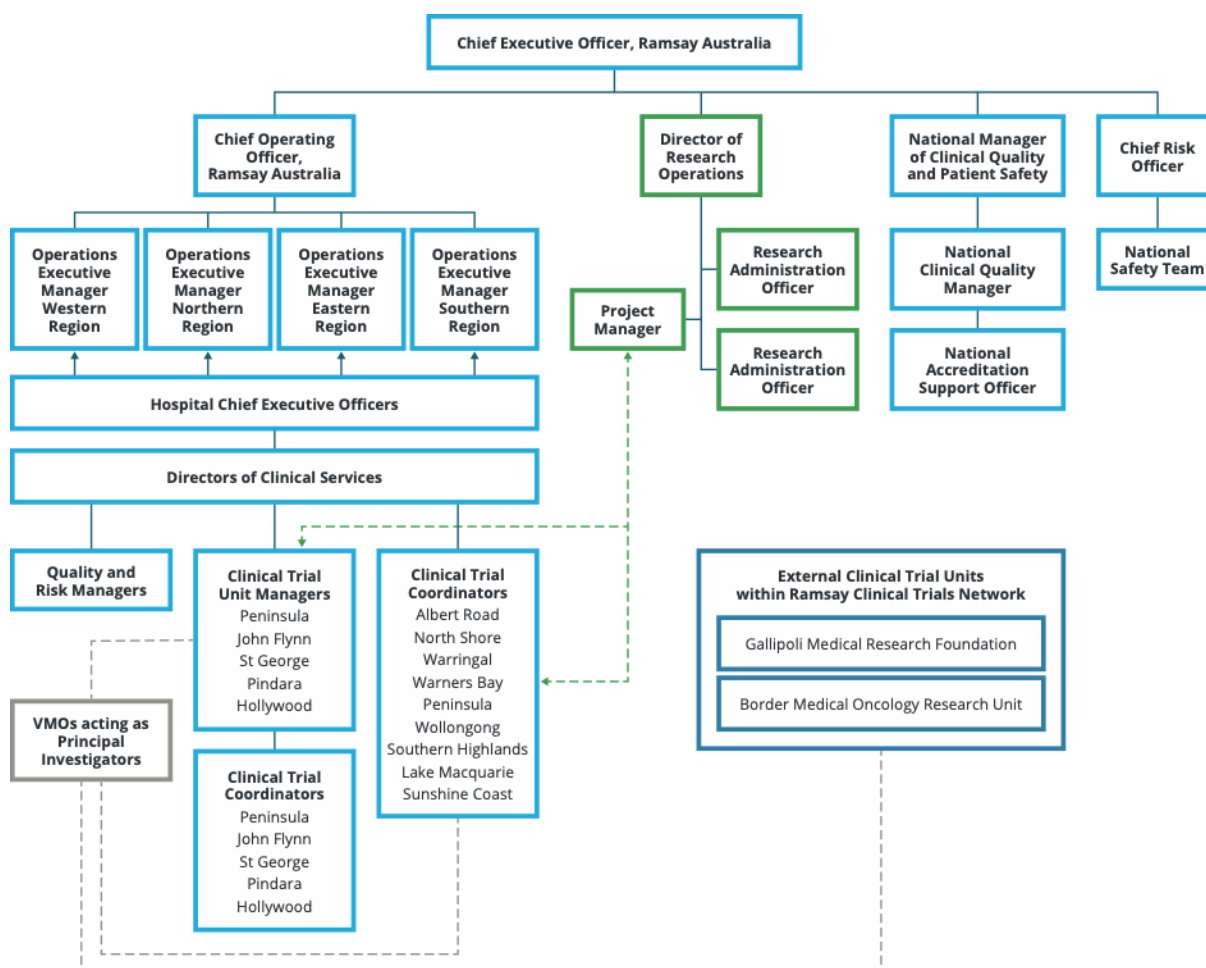 Chief Executive Officer, Ramsay Australia
Chief Operating
Officer,
Ramsay Australia
Director of
Research
Operations
National Manager
of Clinical Quality
and Patient Safety
Chief Risk
Officer
Operations
Executive
Manager
Western
Region
Operations
Executive
Manager
Northern
Region
Operations
Executive
Manager
Eastern
Region
Operations
Executive
Manager
Southern
Region
Project
Manager
Research
Administration
Officer
Research
Administration
Officer
National
Clinical Quality
Manager
National
Accreditation
Support Officer
National
Safety Team
Hospital Chief Executive Officers
Directors of Clinical Services
Quality and
Risk Managers
Clinical Trial
Unit Managers
Peninsula
John Flynn
St George
Pindara
Hollywood
Clinical Trial
Coordinators
Albert Road
North Shore
Warringal
Warners Bay
Peninsula
Wollongong
Southern Highlands
Lake Macquarie
Sunshine Coast
External Clinical Trial Units
within Ramsay Clinical Trials Network
Gallipoli Medical Research Foundation
Border Medical Oncology Research Unit
VMOs acting as
Principal
Investigators
Clinical Trial
Coordinators
Peninsula
John Flynn
St George
Pindara
Hollywood